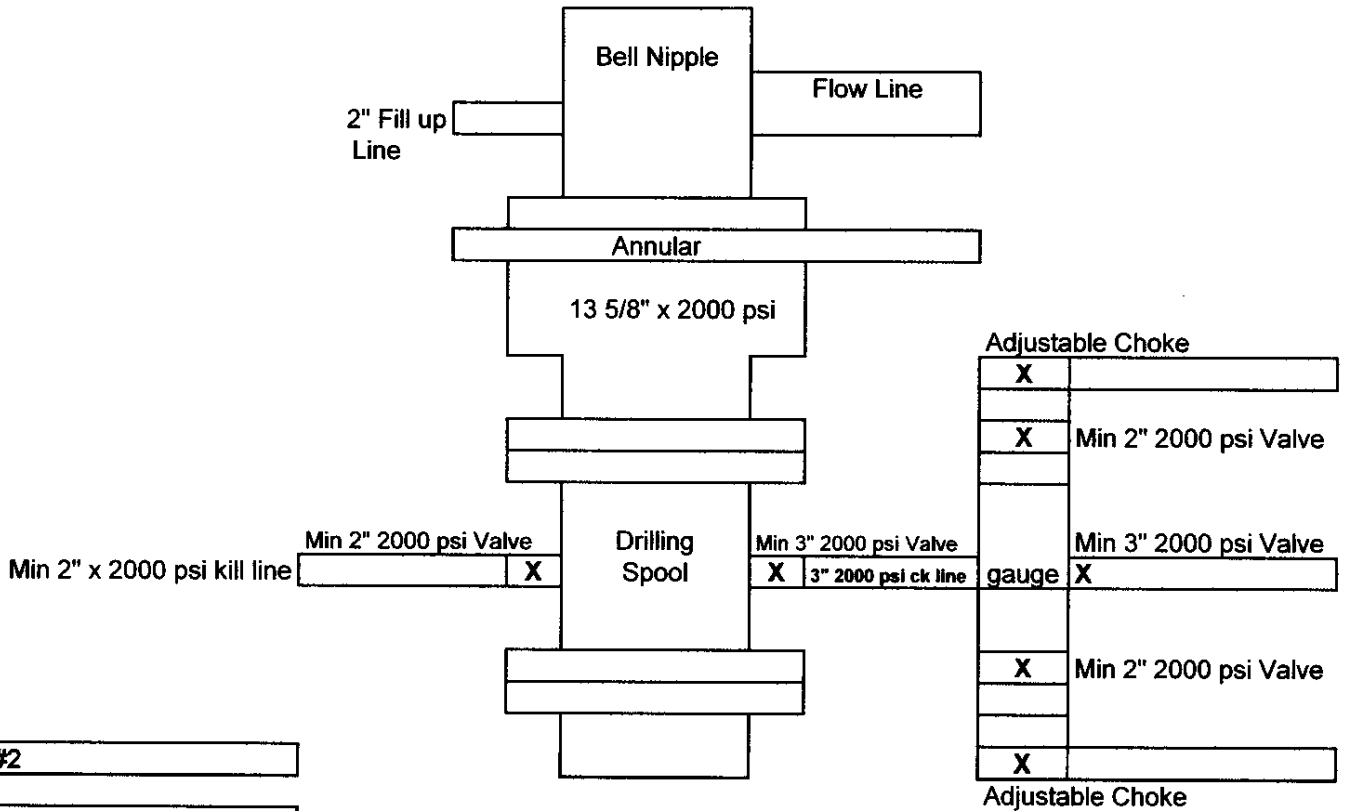 Bell Nipple
Flow Line
2" Fill up
Line
Annular
13 5/8" x 2000 psi
Adjustable Choke
X
X Min 2" 2000 psi Valve
Min 2" 2000 psi Valve
Drilling
Spool
Min 3" 2000 psi Valve
Min 3" 2000 psi Valve
Min 2" x 2000 psi kill line
X
X
3" 2000 psi ck line
gauge
X
X Min 2" 2000 psi Valve
#2
X
Adjustable Choke